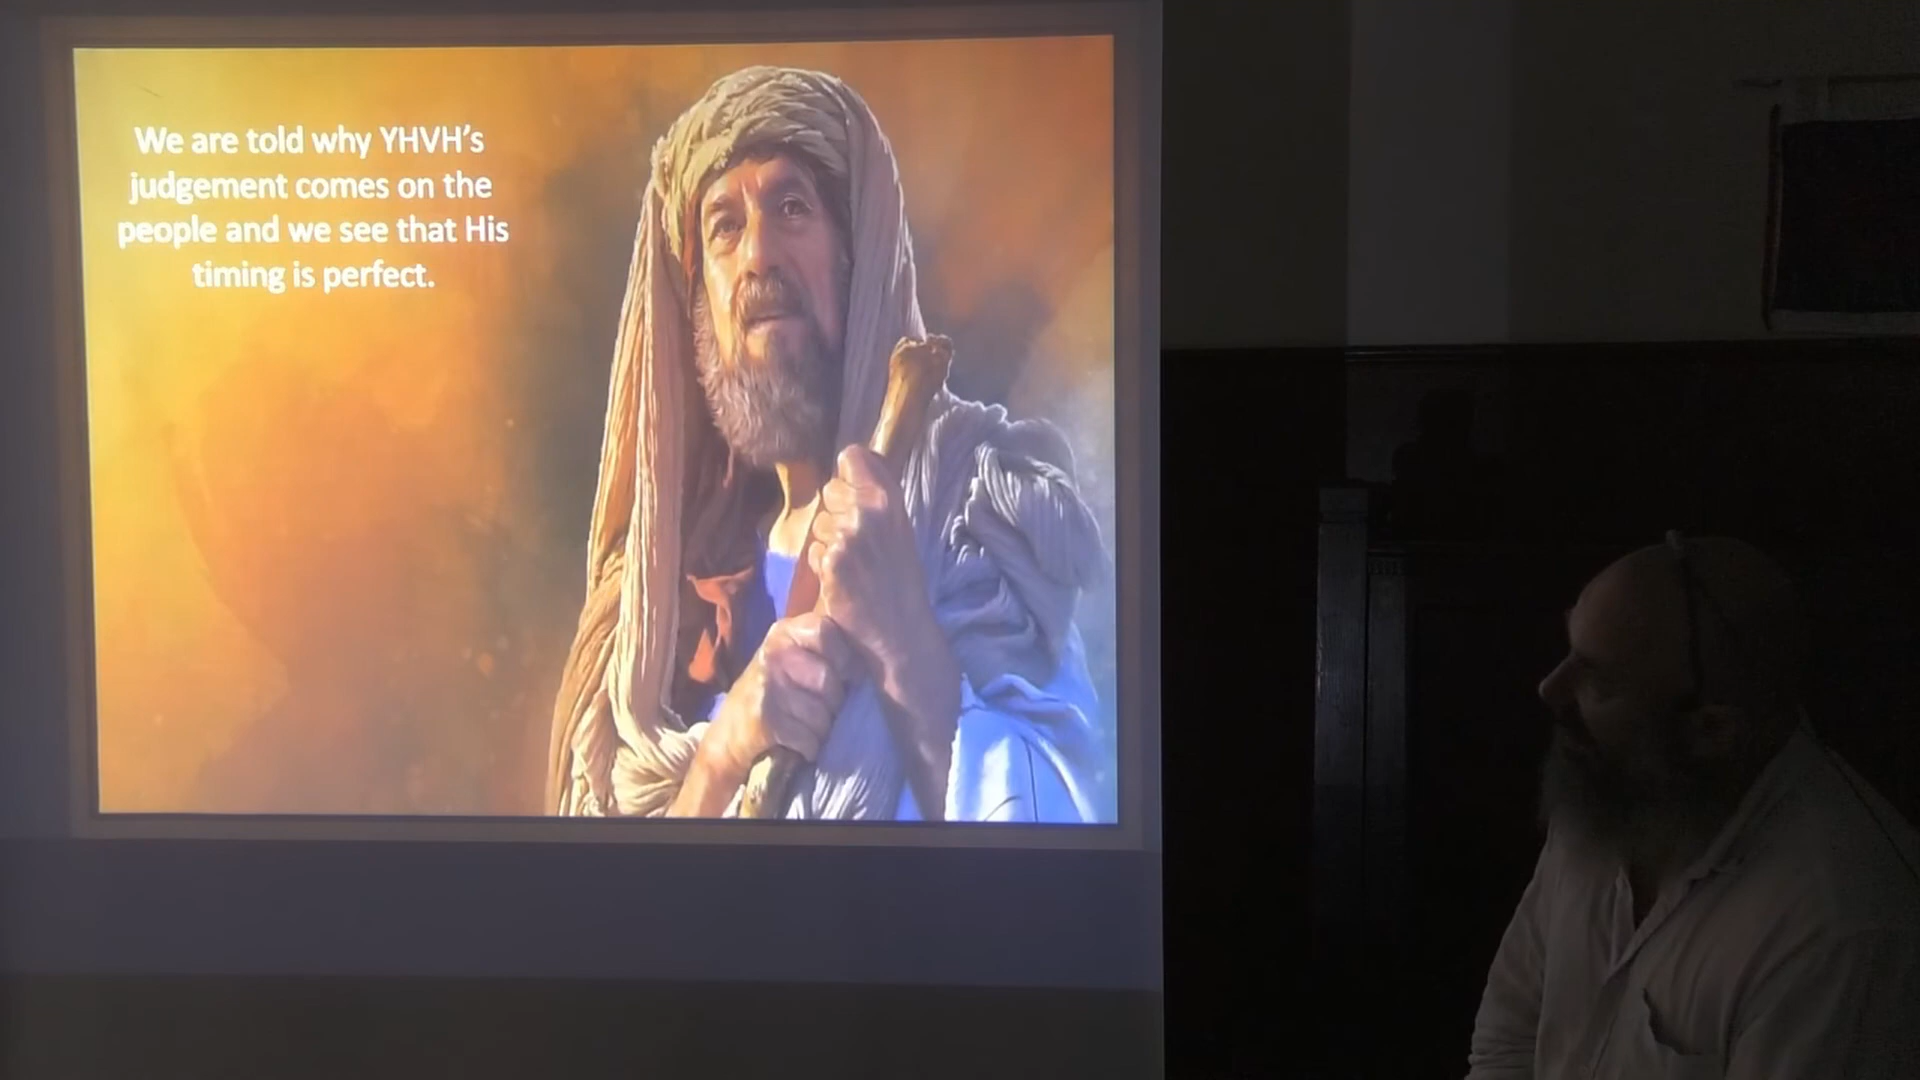 We are told why YHVH’s
judgement comes on the
people and we see that His
timing is perfect.